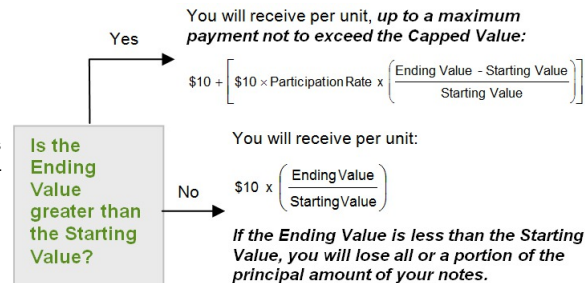 You will receive per unit, up to a maximum
payment not to exceed the Capped Value:
Yes
$10 + [ $10 × Participation Rate x ( Ending Value - Starting Value / Starting Value ) ]
Is the
Ending
Value
greater than
the Starting
Value?
No
You will receive per unit:
$10 x ( Ending Value / Starting Value )
If the Ending Value is less than the Starting
Value, you will lose all or a portion of the
principal amount of your notes.